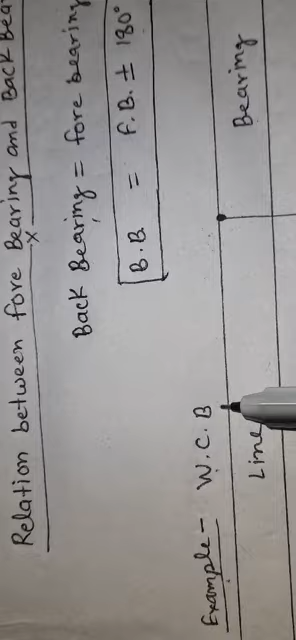 Relation between fore Bearing and Back Bea
Back Bearing = fore bearing
B.B = F.B. ± 180°
Example - W.C.B
Line Bearing